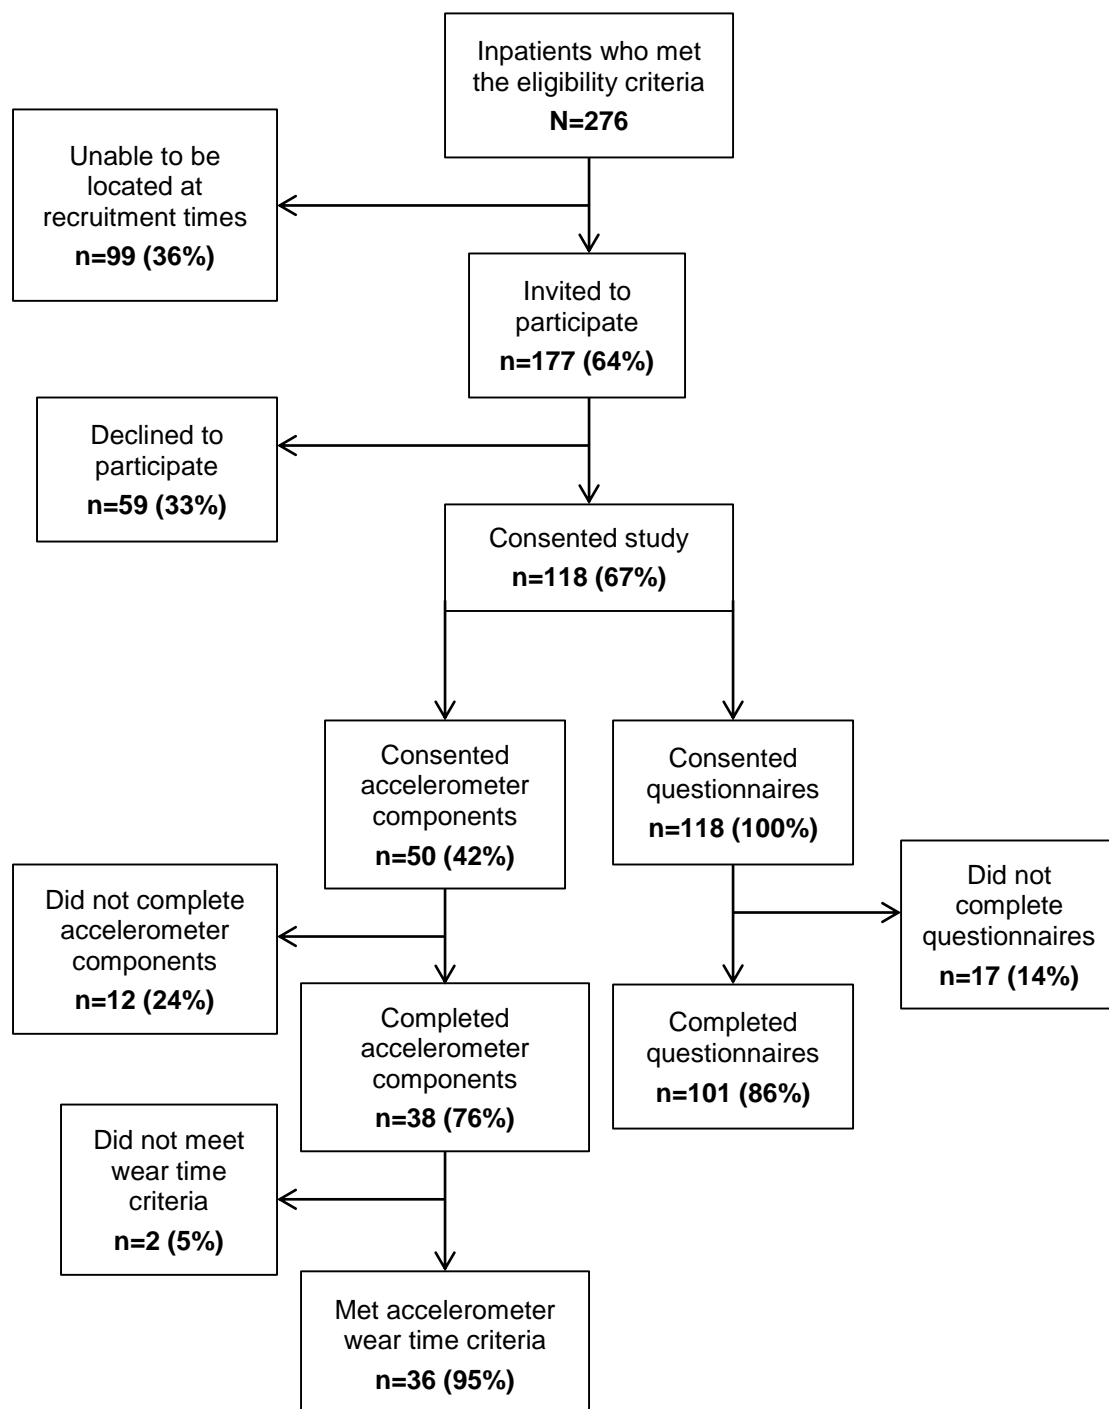 Inpatients who met
the eligibility criteria
N=276
Unable to be
located at
recruitment times
n=99 (36%)
Invited to
participate
n=177 (64%)
Declined to
participate
n=59 (33%)
Consented study
n=118 (67%)
Consented
accelerometer
components
n=50 (42%)
Consented
questionnaires
n=118 (100%)
Did not complete
accelerometer
components
n=12 (24%)
Did not
complete
questionnaires
n=17 (14%)
Completed
accelerometer
components
n=38 (76%)
Completed
questionnaires
n=101 (86%)
Did not meet
wear time
criteria
n=2 (5%)
Met accelerometer
wear time criteria
n=36 (95%)